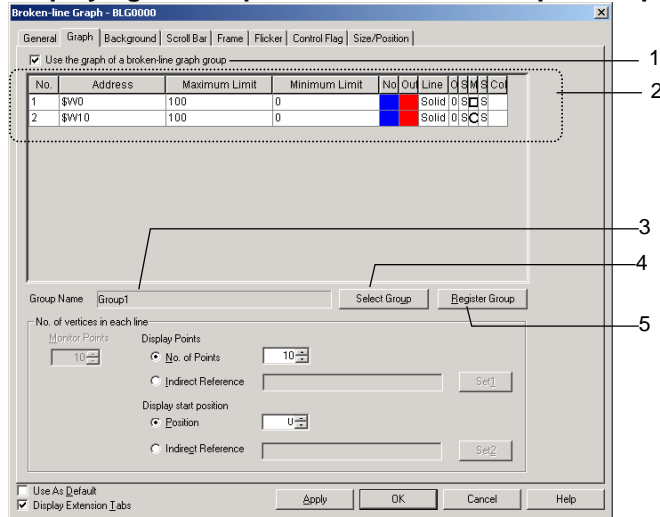 Broken-line Graph - BLG0000
General Graph Background Scroll Bar Frame Flicker Control Flag Size/Position
Use the graph of a broken-line graph group
1
No. Address Maximum Limit Minimum Limit No Out Line O S M S Col
2
1 $W0 100 0 Solid 0 S S
2 $W10 100 0 Solid 0 S S
3
4
Group Name Group1 Select Group Register Group
5
No. of vertices in each line
Monitor Points Display Points
10 No. of Points 10
Indirect Reference Set1
Display start position
Position 0
Indirect Reference Set2
Use As Default
Display Extension Tabs Apply OK Cancel Help